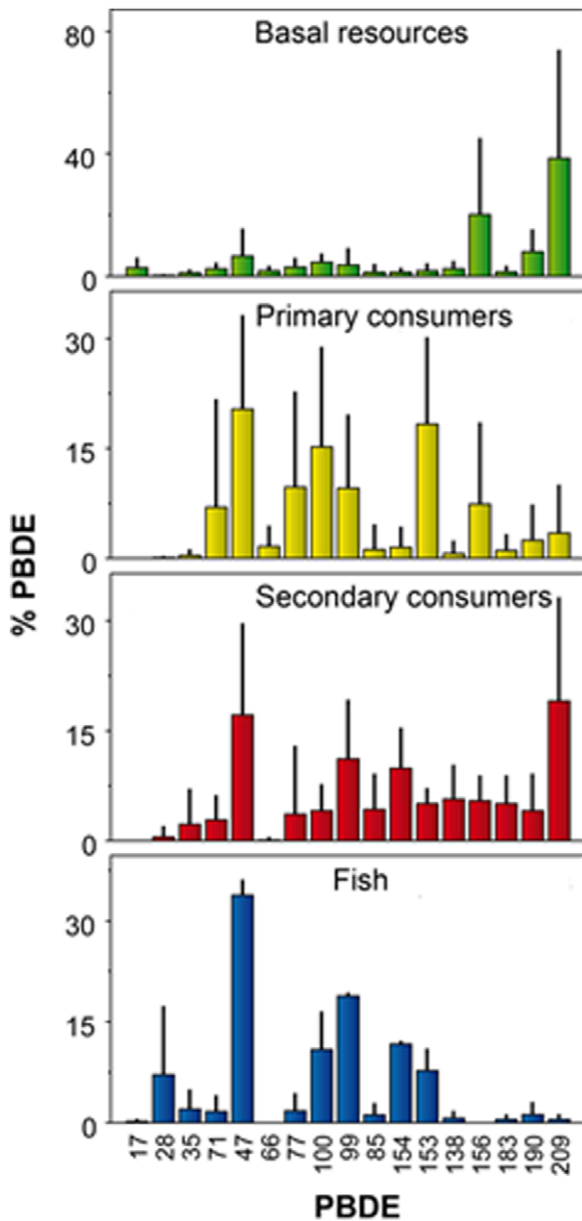 Basal resources
80
40
0
Primary consumers
30
15
0
% PBDE
Secondary consumers
30
15
0
Fish
30
15
0
17 28 35 71 47 66 77 100 99 85 154 153 138 156 183 190 209
PBDE